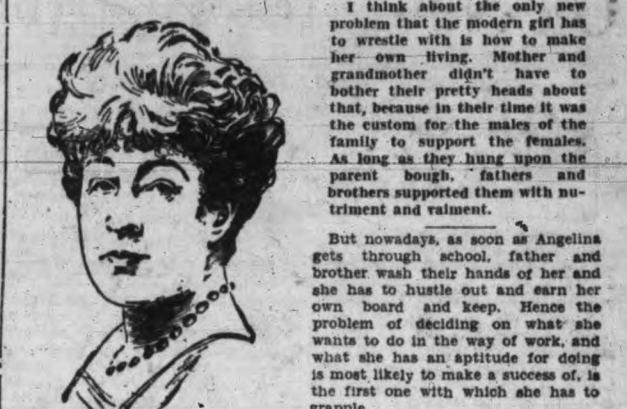 I think about the only new
problem that the modern girl has
to wrestle with is how to make
her own living. Mother and
grandmother didn't have to
bother their pretty heads about
that, because in their time it was
the custom for the males of the
family to support the females.
As long as they hung upon the
parent bough, fathers and
brothers supported them with nu-
triment and raiment.
But nowadays, as soon as Angelina
gets through school, father and
brother wash their hands of her and
she has to hustle out and earn her
own board and keep. Hence the
problem of deciding on what she
wants to do in the way of work, and
what she has an aptitude for doing
is most likely to make a success of, is
the first one with which she has to
grapple.